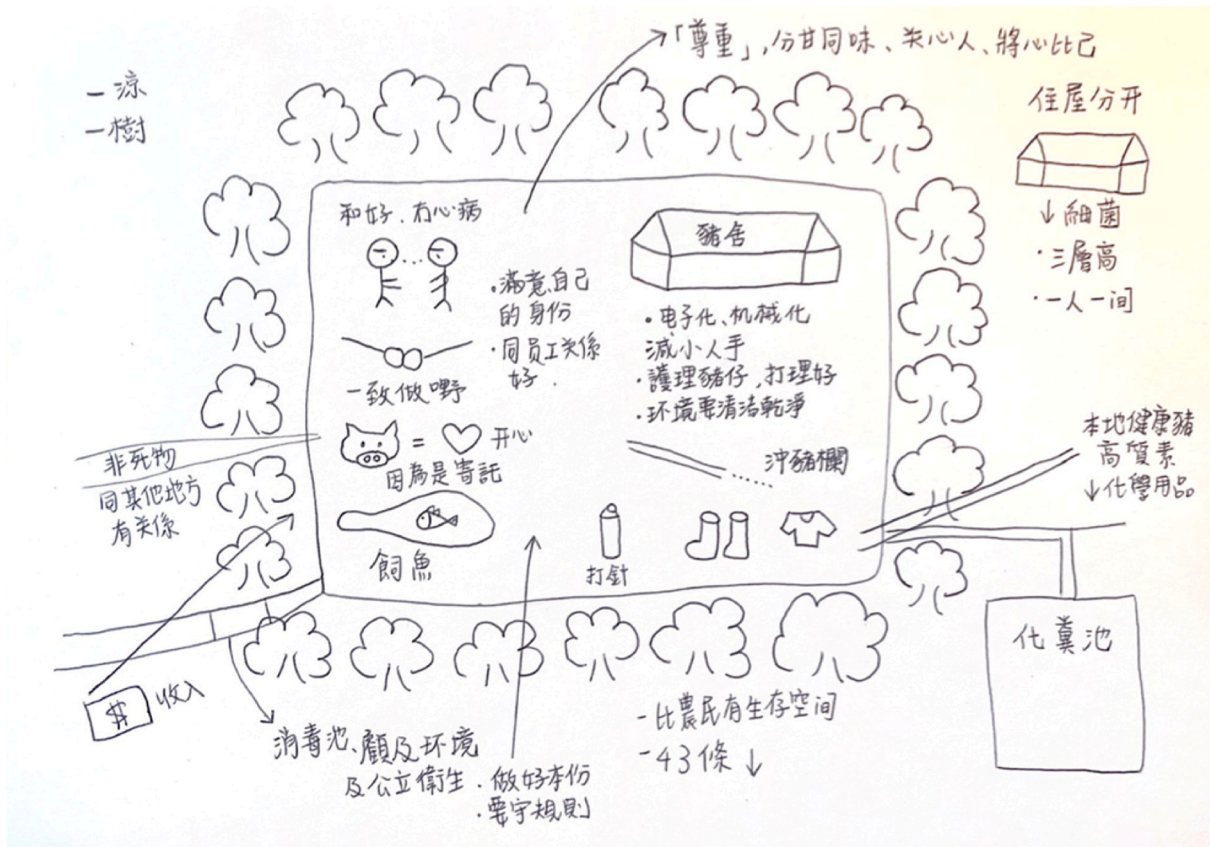 「尊重」,分甘同味、关心人、將心比己
– 涼
– 樹
住屋分开
↓細菌
· 三層高
· 一人一间
和好、冇心病
· 滿意自己
的身份
· 同员工关係
好.
一致做嘢
= 开心
因為是寄託
飼魚
豬舍
· 电子化、机械化
減小人手
· 護理豬仔,打理好
· 环境要清洁乾淨
沖豬欄
打針
本地健康豬
高質素
↓化學用品
非死物
同其他地方
有关係
$ 收入
消毒池、顧及环境
及公立衛生
· 做好本份
· 要守規則
– 比農民有生存空间
– 43條 ↓
化糞池